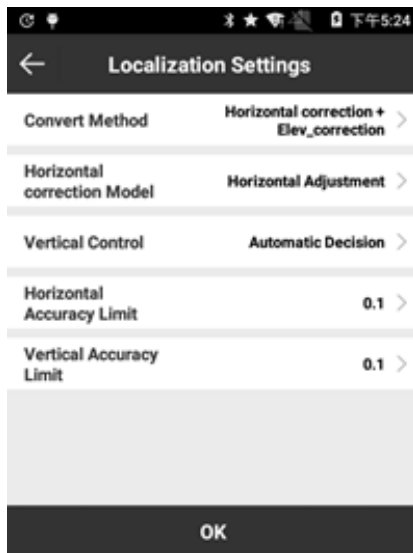 下午5:24
Localization Settings
Convert Method
Horizontal correction +
Elev_correction
Horizontal
correction Model
Horizontal Adjustment
Vertical Control
Automatic Decision
Horizontal
Accuracy Limit
0.1
Vertical Accuracy
Limit
0.1
OK